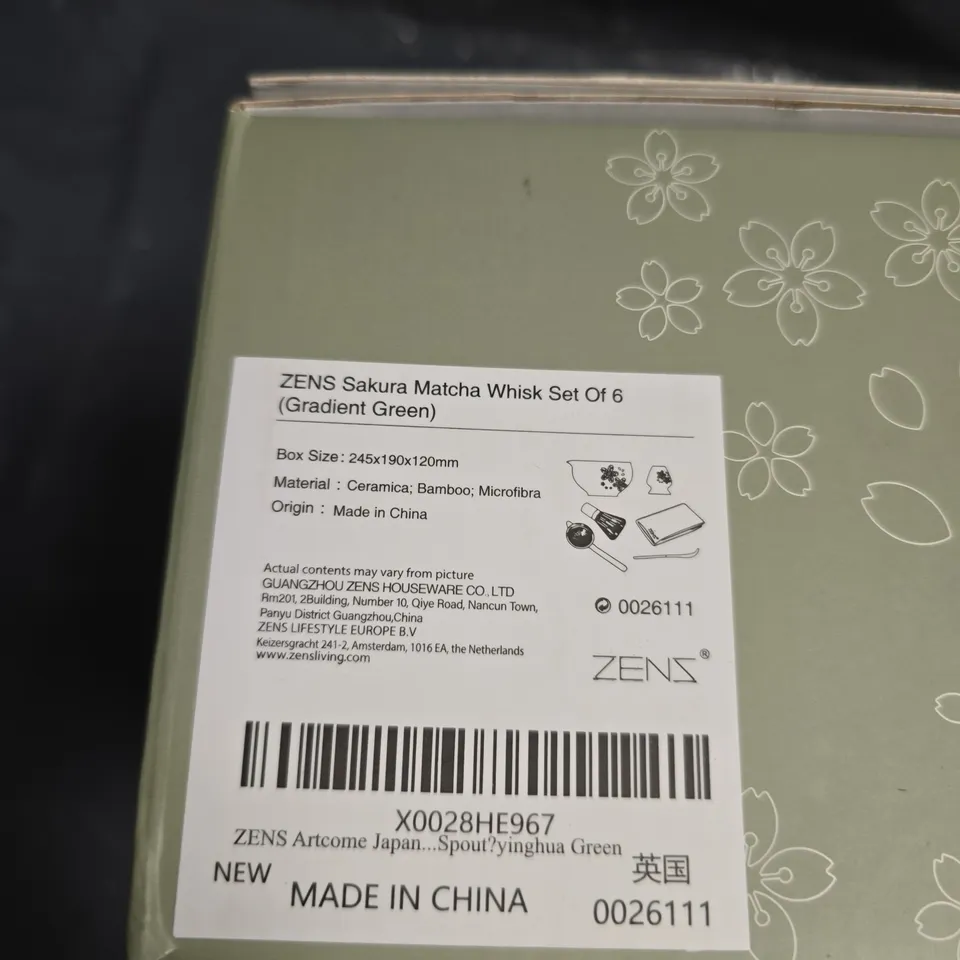 ZENS Sakura Matcha Whisk Set Of 6
(Gradient Green)
Box Size: 245x190x120mm
Material : Ceramica; Bamboo; Microfibra
Origin : Made in China
Actual contents may vary from picture
GUANGZHOU ZENS HOUSEWARE CO., LTD
Rm201, 2Building, Number 10, Qiye Road, Nancun Town,
Panyu District Guangzhou,China
ZENS LIFESTYLE EUROPE B.V
Keizersgracht 241-2, Amsterdam, 1016 EA, the Netherlands
www.zensliving.com
0026111
ZENS®
X0028HE967
ZENS Artcome Japan...Spout?yinghua Green
NEW
MADE IN CHINA
英国
0026111